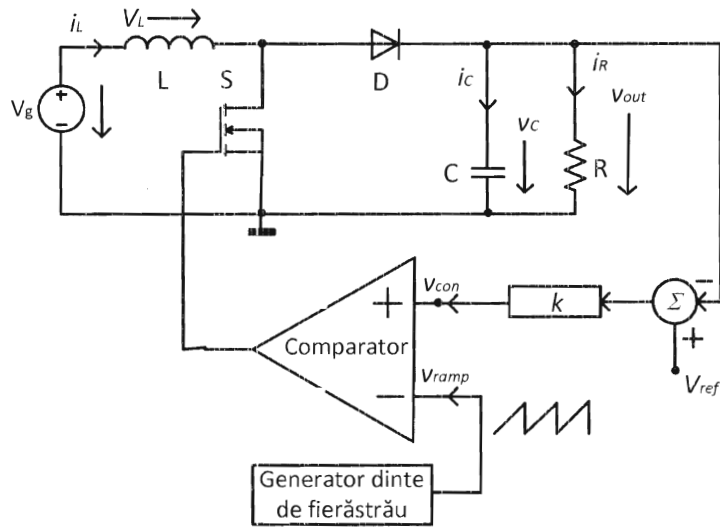 iL
VL
L
S
D
Vg
+
−
iC
iR
vC
vout
C
R
−
vcon
k
Σ
+
+
Comparator
Vref
vramp
−
Generator dinte
de fierăstrău